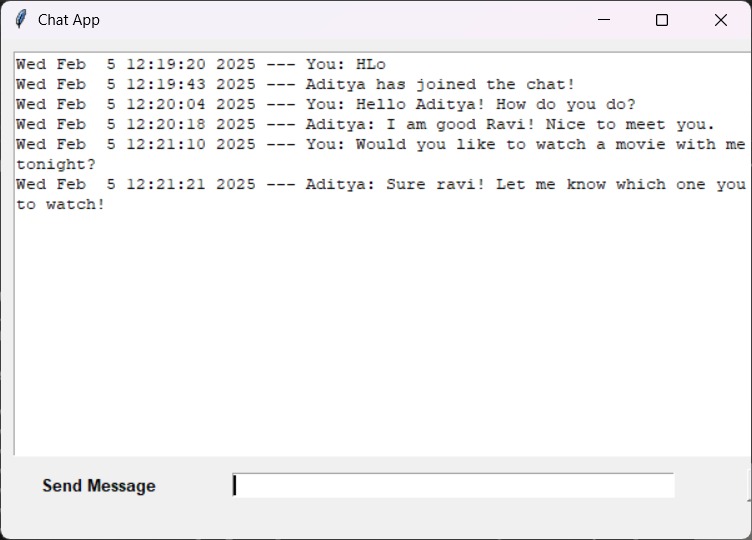 Chat App
Wed Feb  5 12:19:20 2025 --- You: HLo
Wed Feb  5 12:19:43 2025 --- Aditya has joined the chat!
Wed Feb  5 12:20:04 2025 --- You: Hello Aditya! How do you do?
Wed Feb  5 12:20:18 2025 --- Aditya: I am good Ravi! Nice to meet you.
Wed Feb  5 12:21:10 2025 --- You: Would you like to watch a movie with me
tonight?
Wed Feb  5 12:21:21 2025 --- Aditya: Sure ravi! Let me know which one you
to watch!
Send Message